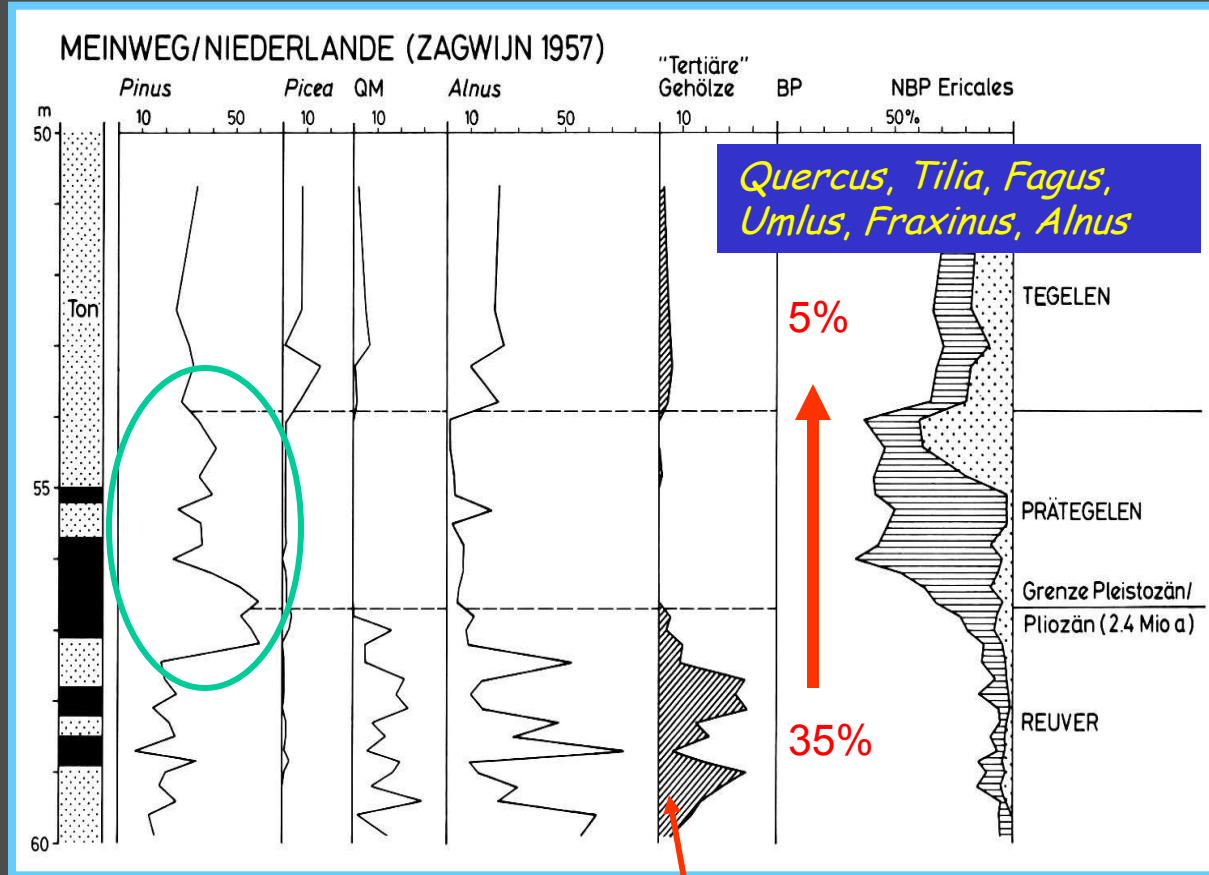 MEINWEG/NIEDERLANDE (ZAGWIJN 1957)
"Tertiäre"
Pinus Picea QM Alnus Gehölze BP NBP Ericales
m 10 50 10 10 10 50 10 50%
50
Quercus, Tilia, Fagus,
Umlus, Fraxinus, Alnus
Ton
5%
TEGELEN
55
PRÄTEGELEN
Grenze Pleistozän/
Pliozän (2.4 Mio a)
35%
REUVER
60